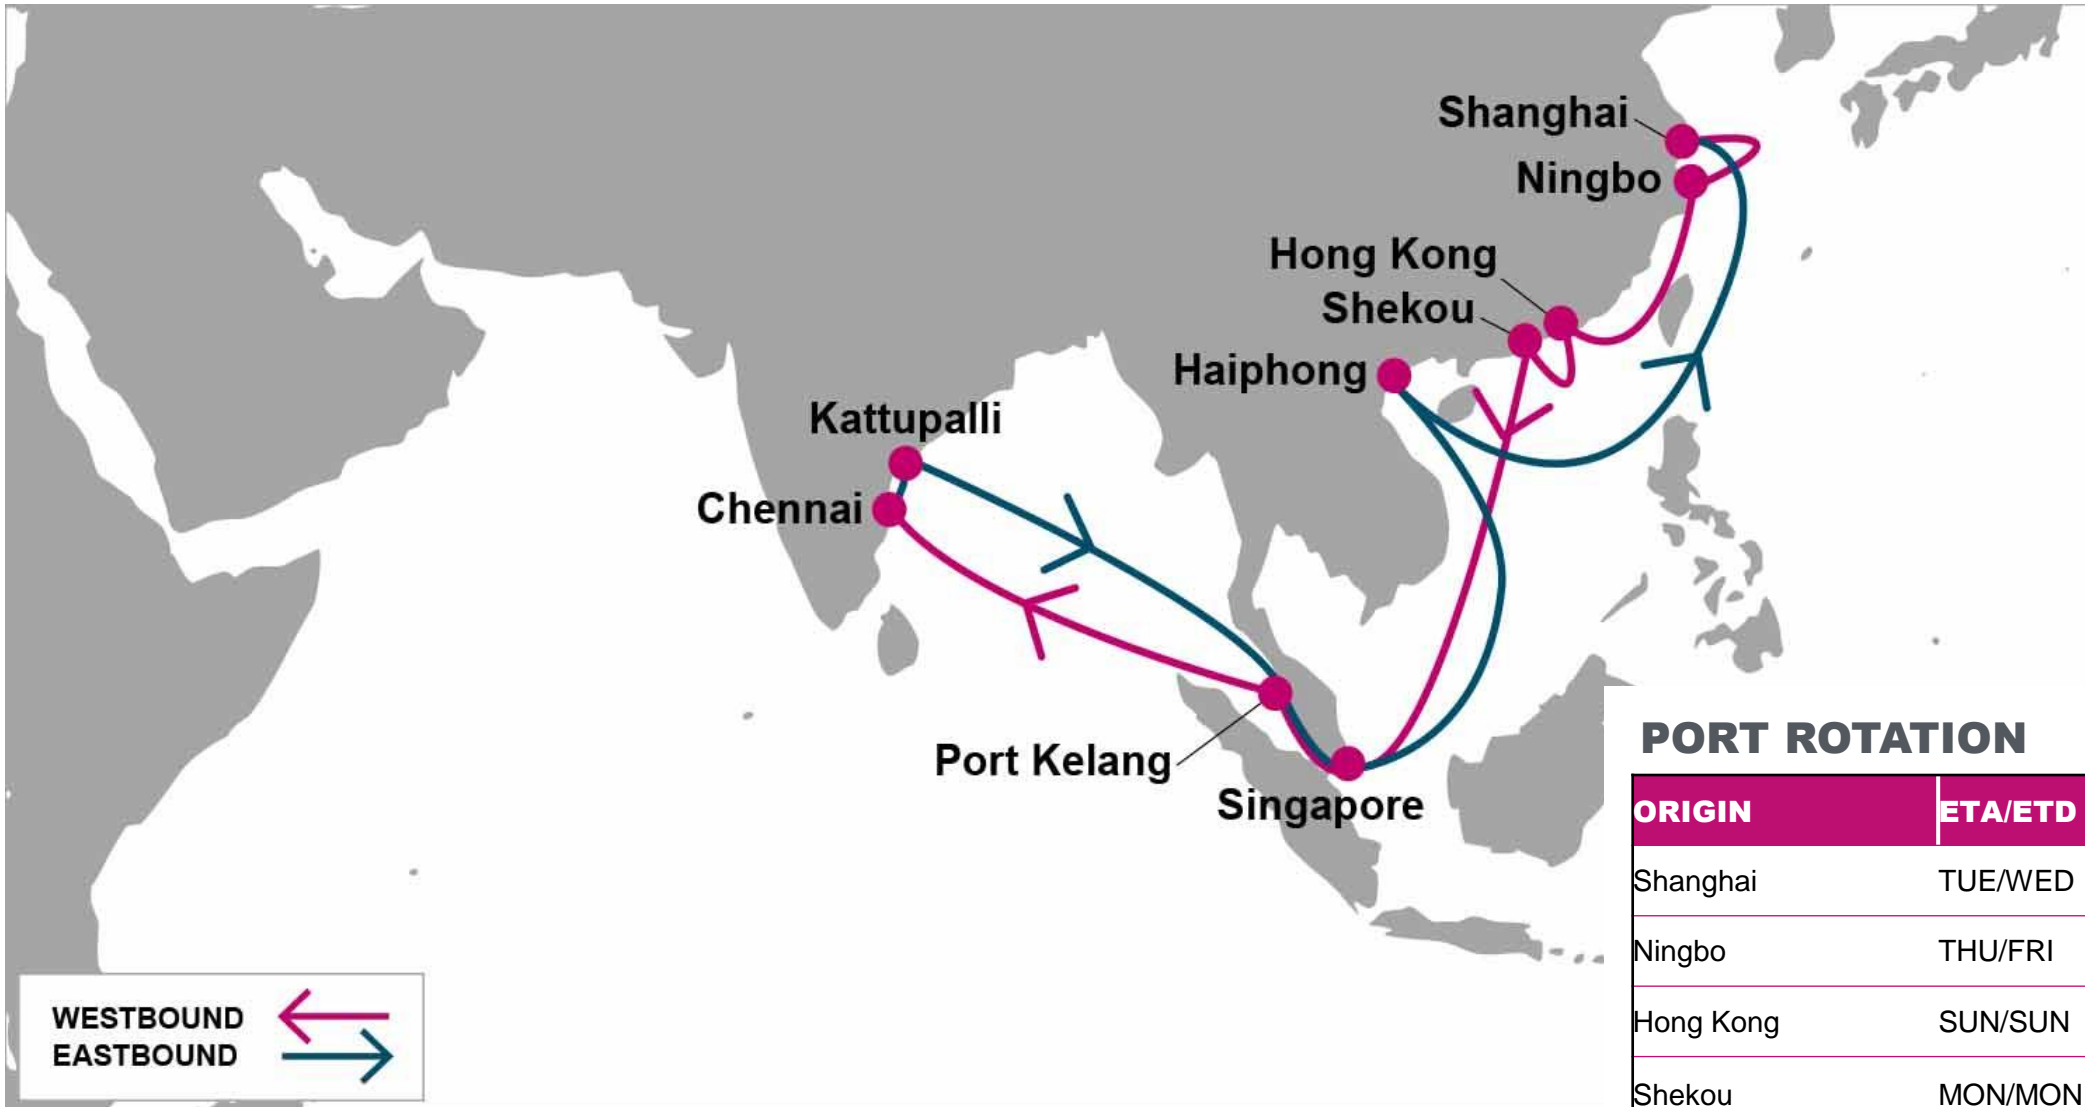 Shanghai
Ningbo
Hong Kong
Shekou
Haiphong
Kattupalli
Chennai
Port Kelang
Singapore
PORT ROTATION
ORIGIN ETA/ETD
Shanghai TUE/WED
Ningbo THU/FRI
Hong Kong SUN/SUN
Shekou MON/MON
WESTBOUND
EASTBOUND